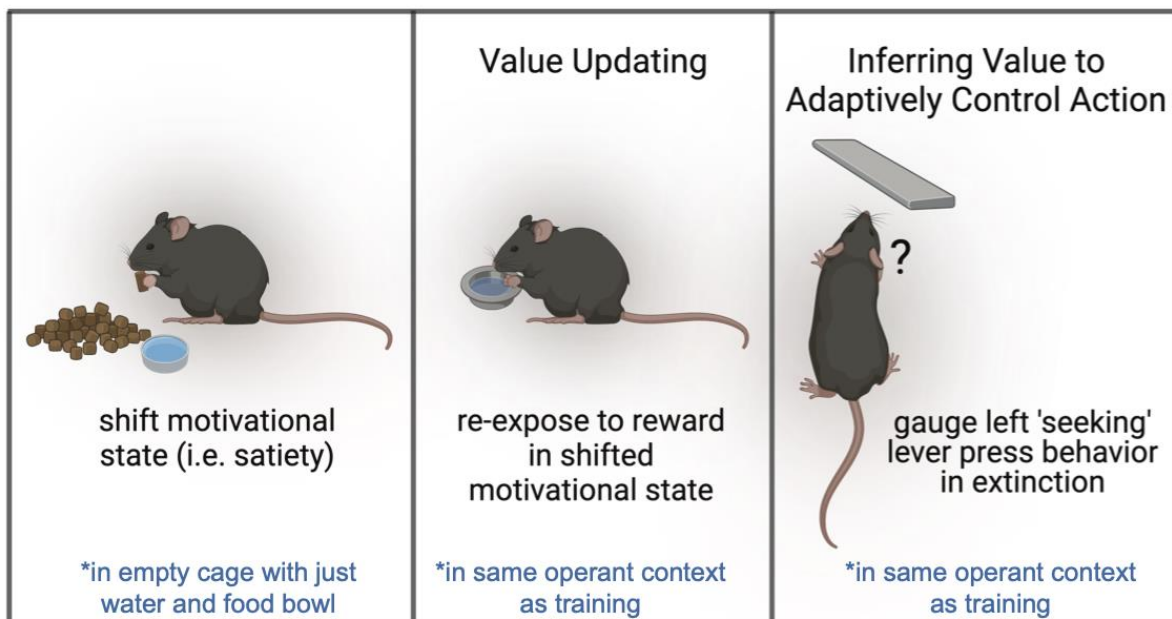 shift motivational
state (i.e. satiety)
*in empty cage with just
water and food bowl
Value Updating
re-expose to reward
in shifted
motivational state
*in same operant context
as training
Inferring Value to
Adaptively Control Action
?
gauge left 'seeking'
lever press behavior
in extinction
*in same operant context
as training